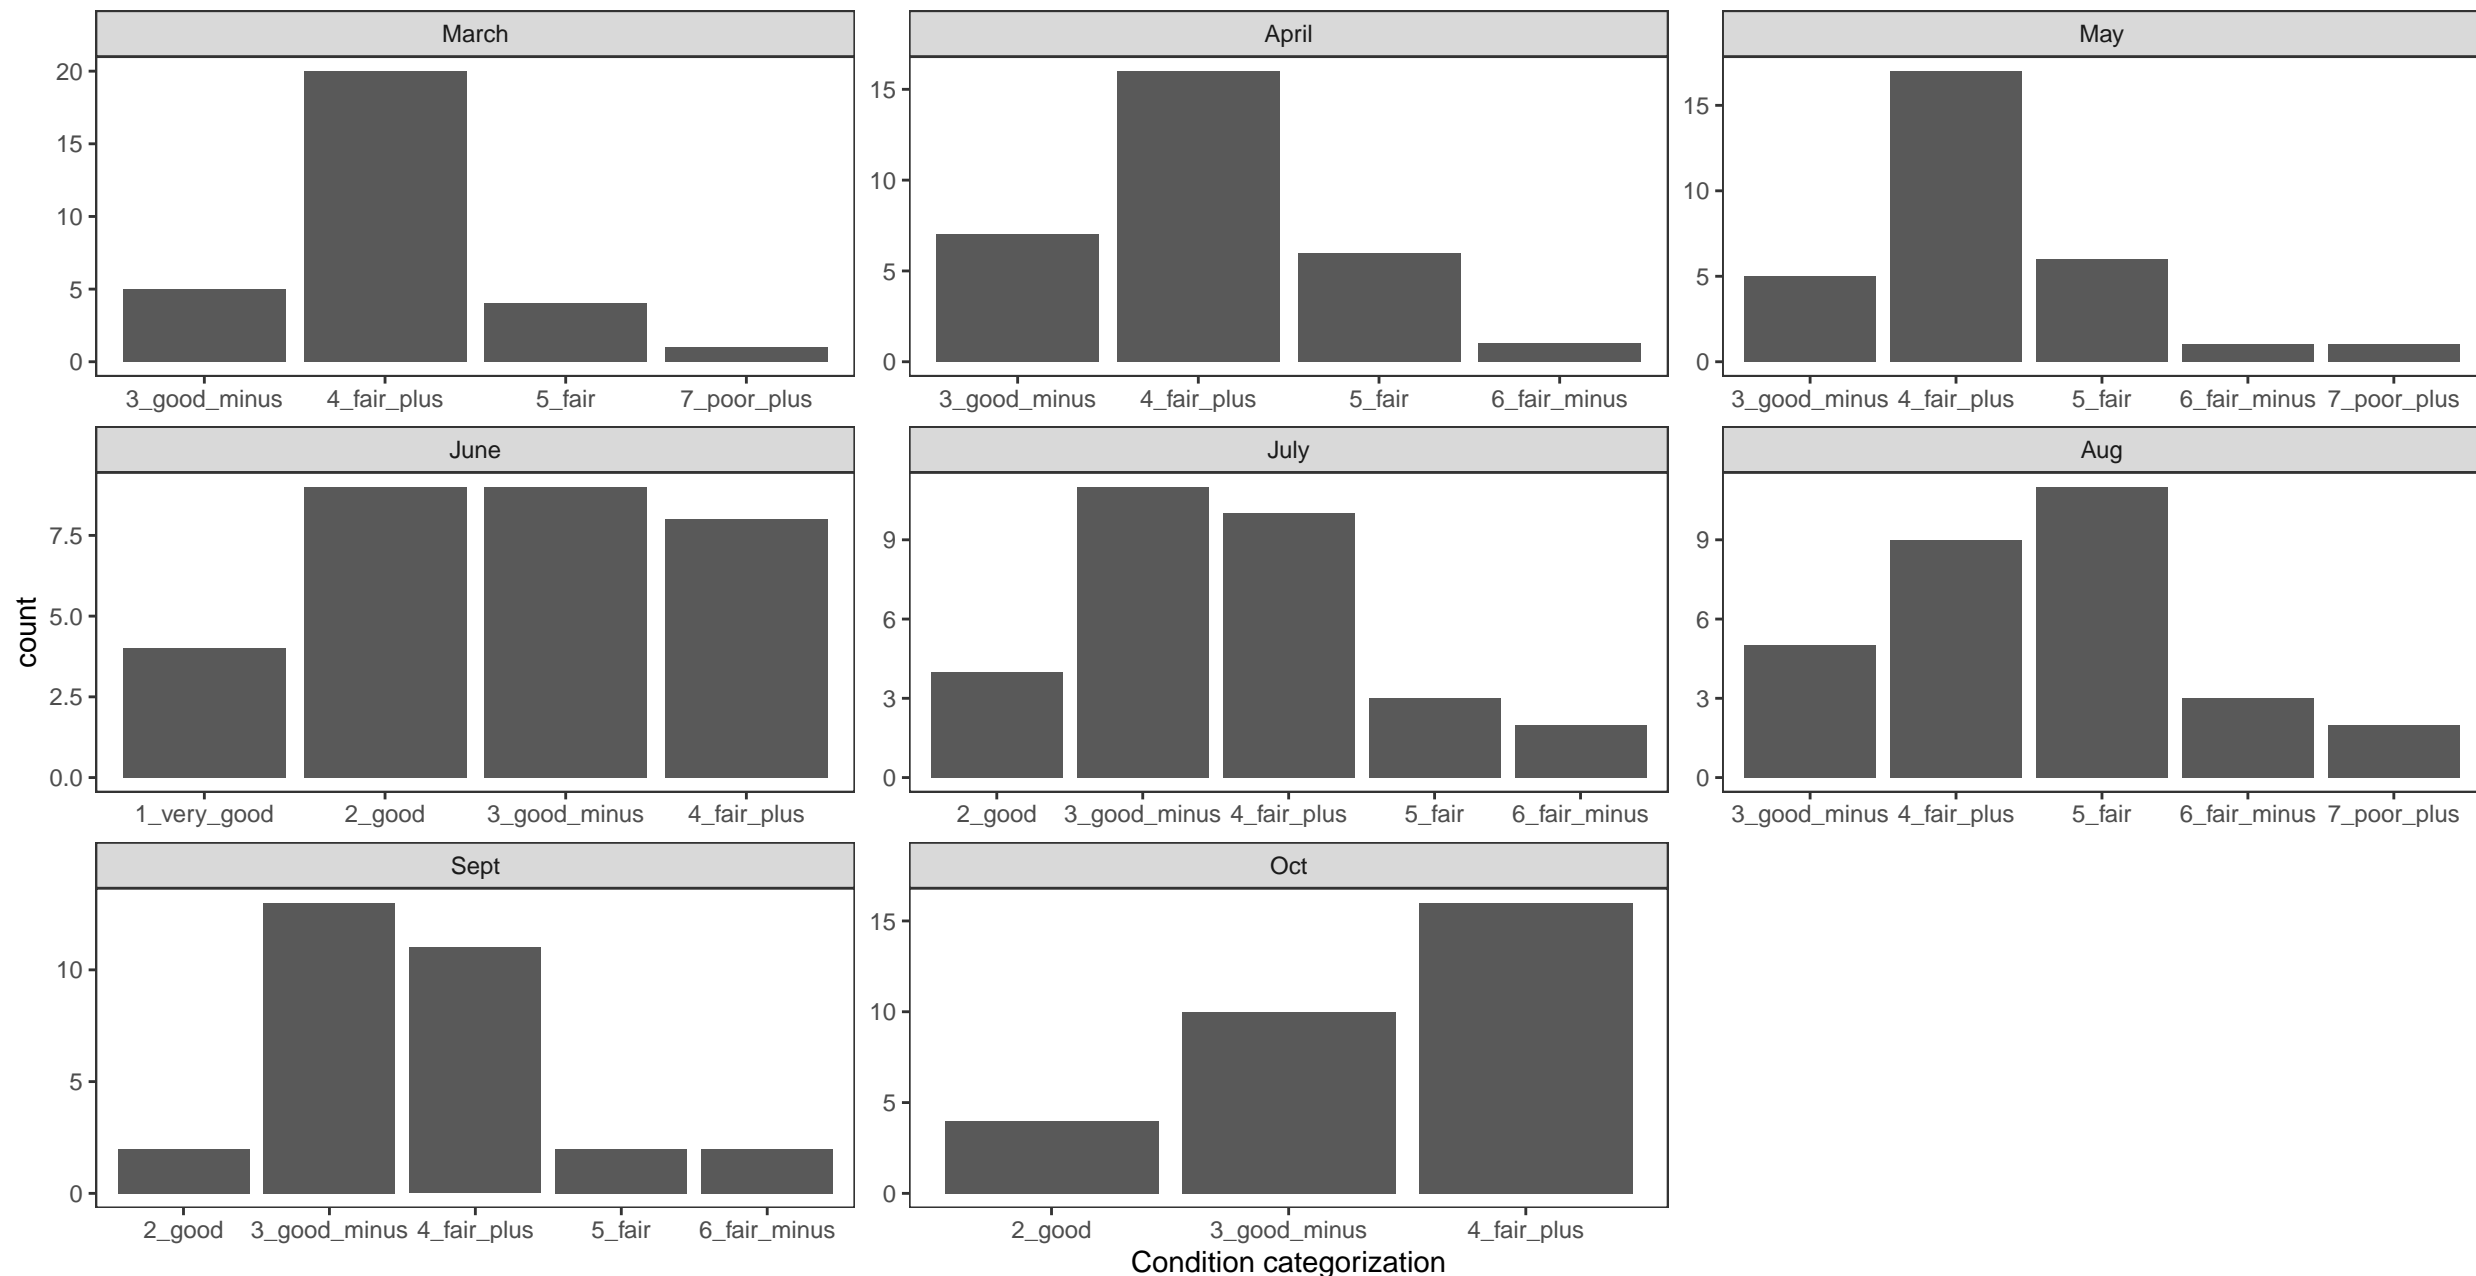 March
April
May
20
15
10
5
0
15
10
5
0
15
10
5
0
3_good_minus 4_fair_plus 5_fair 7_poor_plus
3_good_minus 4_fair_plus 5_fair 6_fair_minus
3_good_minus 4_fair_plus 5_fair 6_fair_minus 7_poor_plus
June
July
Aug
count
7.5
5.0
2.5
0.0
9
6
3
0
9
6
3
0
1_very_good 2_good 3_good_minus 4_fair_plus
2_good 3_good_minus 4_fair_plus 5_fair 6_fair_minus
3_good_minus 4_fair_plus 5_fair 6_fair_minus 7_poor_plus
Sept
Oct
10
5
0
15
10
5
0
2_good 3_good_minus 4_fair_plus 5_fair 6_fair_minus
2_good 3_good_minus 4_fair_plus
Condition categorization